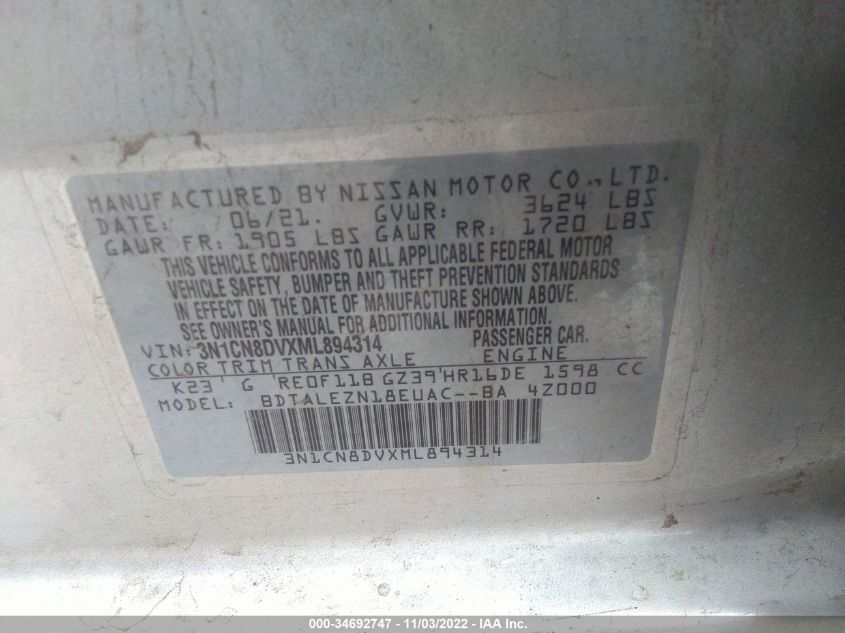 MANUFACTURED BY NISSAN MOTOR CO., LTD.
DATE: 06/21. GVWR: 3624 LBS
GAWR FR: 1905 LBS GAWR RR: 1720 LBS
THIS VEHICLE CONFORMS TO ALL APPLICABLE FEDERAL MOTOR
VEHICLE SAFETY, BUMPER AND THEFT PREVENTION STANDARDS
IN EFFECT ON THE DATE OF MANUFACTURE SHOWN ABOVE.
SEE OWNER'S MANUAL FOR ADDITIONAL INFORMATION.
VIN: 3N1CN8DVXML894314 PASSENGER CAR.
COLOR TRIM TRANS AXLE ENGINE
K23 G RE0F11B GZ39 HR16DE 1598 CC
MODEL: BDTALEZN18EUAC--BA 4Z000
3N1CN8DVXML894314
000-34692747 - 11/03/2022 - IAA Inc.